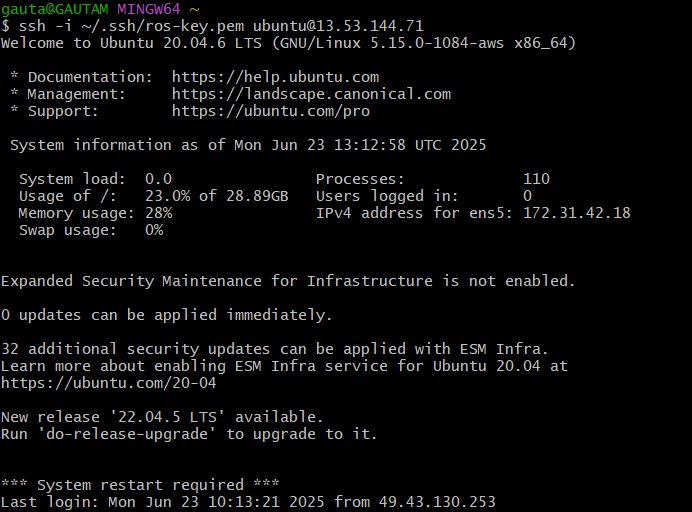 gauta@GAUTAM MINGW64 ~
$ ssh -i ~/.ssh/ros-key.pem ubuntu@13.53.144.71
Welcome to Ubuntu 20.04.6 LTS (GNU/Linux 5.15.0-1084-aws x86_64)
* Documentation:  https://help.ubuntu.com
* Management:     https://landscape.canonical.com
* Support:        https://ubuntu.com/pro
System information as of Mon Jun 23 13:12:58 UTC 2025
System load:  0.0                Processes:             110
Usage of /:   23.0% of 28.89GB   Users logged in:       0
Memory usage: 28%                IPv4 address for ens5: 172.31.42.18
Swap usage:   0%
Expanded Security Maintenance for Infrastructure is not enabled.
0 updates can be applied immediately.
32 additional security updates can be applied with ESM Infra.
Learn more about enabling ESM Infra service for Ubuntu 20.04 at
https://ubuntu.com/20-04
New release '22.04.5 LTS' available.
Run 'do-release-upgrade' to upgrade to it.
*** System restart required ***
Last login: Mon Jun 23 10:13:21 2025 from 49.43.130.253